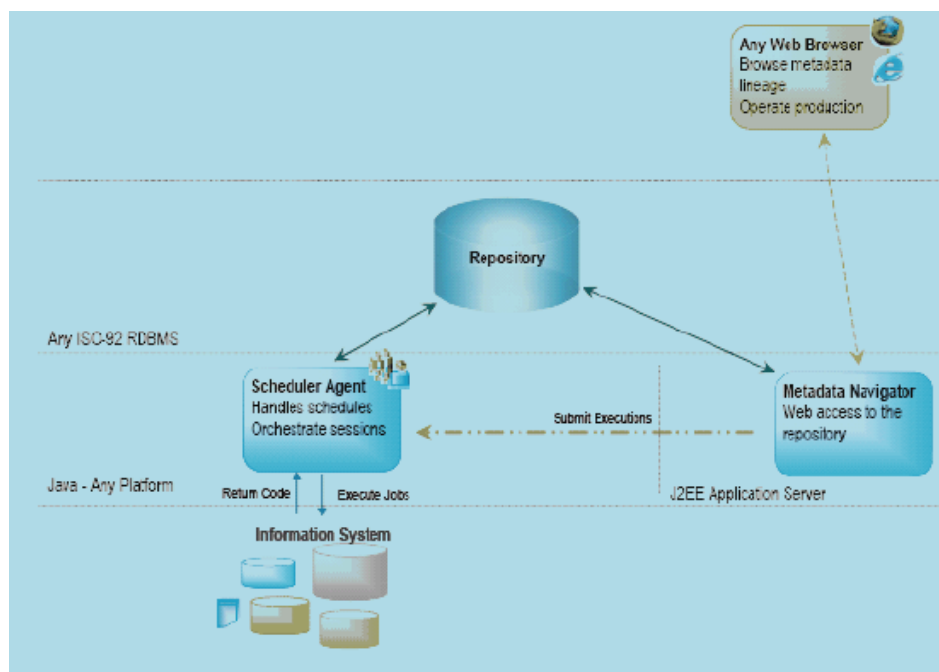 Any Web Browser
Browse metadata
lineage
Operate production
Repository
Any ISC-92 RDBMS
Scheduler Agent
Handles schedules
Orchestrate sessions
Submit Executions
Metadata Navigator
Web access to the
repository
Java - Any Platform
Return Code
Execute Jobs
J2EE Application Server
Information System